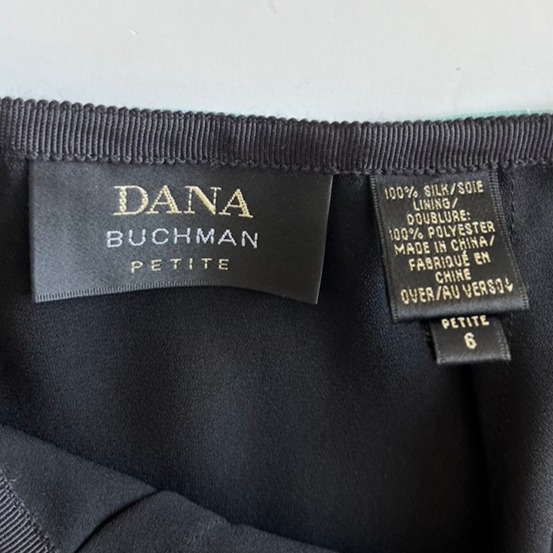 DANA
BUCHMAN
PETITE
100% SILK/SOIE
LINING/
DOUBLURE:
100% POLYESTER
MADE IN CHINA/
FABRIQUÉ EN
CHINE
OVER/AU VERSO↓
PETITE
6